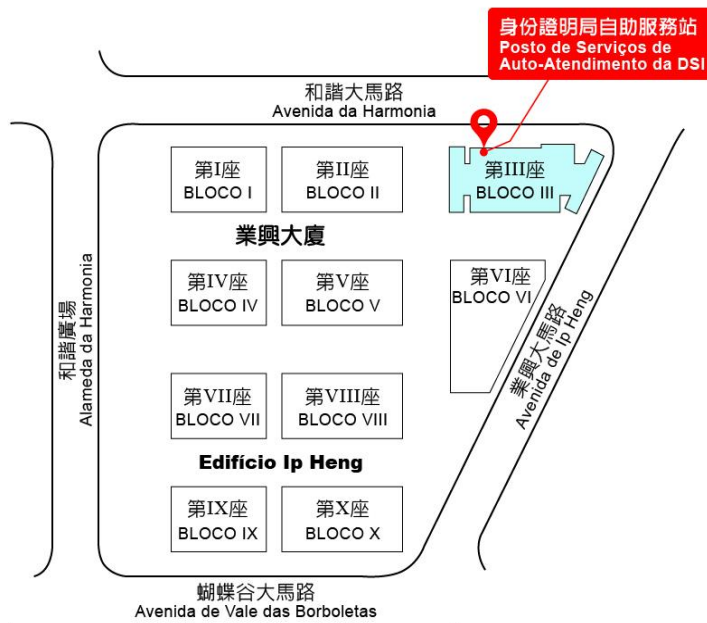 身份證明局自助服務站
Posto de Serviços de
Auto-Atendimento da DSI
和諧大馬路
Avenida da Harmonia
第I座
BLOCO I
第II座
BLOCO II
第III座
BLOCO III
業興大廈
第IV座
BLOCO IV
第V座
BLOCO V
第VI座
BLOCO VI
和諧廣場
Alameda da Harmonia
業興大馬路
Avenida de Ip Heng
第VII座
BLOCO VII
第VIII座
BLOCO VIII
Edifício Ip Heng
第IX座
BLOCO IX
第X座
BLOCO X
蝴蝶谷大馬路
Avenida de Vale das Borboletas